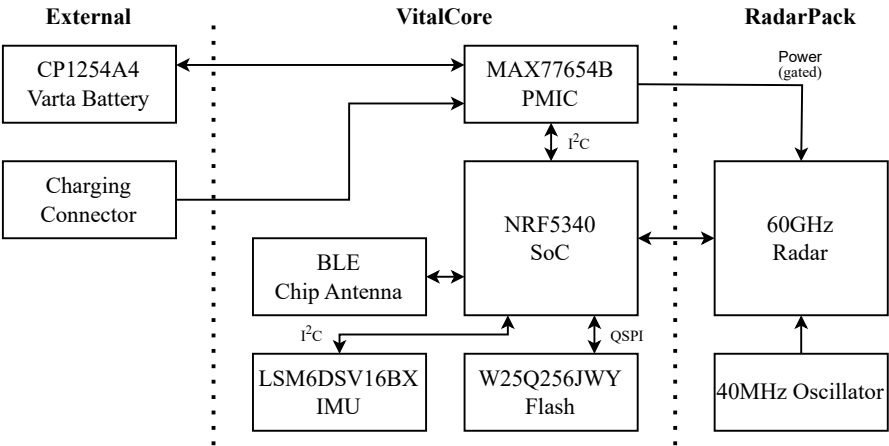 External
VitalCore
RadarPack
CP1254A4
Varta Battery
MAX77654B
PMIC
Power
(gated)
I²C
Charging
Connector
NRF5340
SoC
60GHz
Radar
BLE
Chip Antenna
I²C
QSPI
LSM6DSV16BX
IMU
W25Q256JWY
Flash
40MHz Oscillator